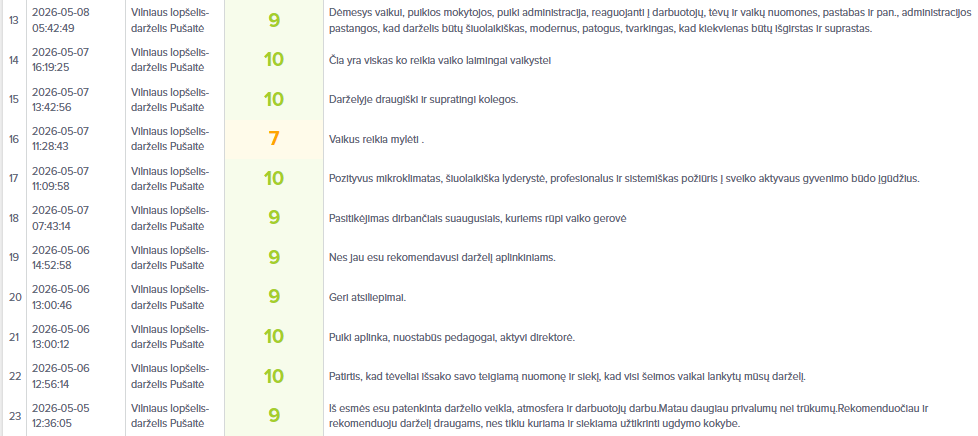 13 2026-05-08 Vilniaus lopšelis- 9 Dėmesys vaikui, puikios mokytojos, puiki administracija, reaguojanti į darbuotojų, tėvų ir vaikų nuomones, pastabas ir pan., administracijos
05:42:49 darželis Pušaitė pastangos, kad darželis būtų šiuolaikiškas, modernus, patogus, tvarkingas, kad kiekvienas būtų išgirstas ir suprastas.
14 2026-05-07 Vilniaus lopšelis- 10 Čia yra viskas ko reikia vaiko laimingai vaikystei
16:19:25 darželis Pušaitė
15 2026-05-07 Vilniaus lopšelis- 10 Darželyje draugiški ir supratingi kolegos.
13:42:56 darželis Pušaitė
16 2026-05-07 Vilniaus lopšelis- 7 Vaikus reikia mylėti .
11:28:43 darželis Pušaitė
17 2026-05-07 Vilniaus lopšelis- 10 Pozityvus mikroklimatas, šiuolaikiška lyderystė, profesionalus ir sistemiškas požiūris į sveiko aktyvaus gyvenimo būdo įgūdžius.
11:09:58 darželis Pušaitė
18 2026-05-07 Vilniaus lopšelis- 9 Pasitikėjimas dirbančiais suaugusiais, kuriems rūpi vaiko gerovė
07:43:14 darželis Pušaitė
19 2026-05-06 Vilniaus lopšelis- 9 Nes jau esu rekomendavusi darželį aplinkiniams.
14:52:58 darželis Pušaitė
20 2026-05-06 Vilniaus lopšelis- 9 Geri atsiliepimai.
13:00:46 darželis Pušaitė
21 2026-05-06 Vilniaus lopšelis- 10 Puiki aplinka, nuostabūs pedagogai, aktyvi direktorė.
13:00:12 darželis Pušaitė
22 2026-05-06 Vilniaus lopšelis- 10 Patirtis, kad tėveliai išsako savo teigiamą nuomonę ir siekį, kad visi šeimos vaikai lankytų mūsų darželį.
12:56:14 darželis Pušaitė
23 2026-05-05 Vilniaus lopšelis- 9 Iš esmės esu patenkinta darželio veikla, atmosfera ir darbuotojų darbu.Matau daugiau privalumų nei trūkumų.Rekomenduočiau ir
12:36:05 darželis Pušaitė rekomenduoju darželį draugams, nes tikiu kuriama ir siekiama užtikrinti ugdymo kokybe.